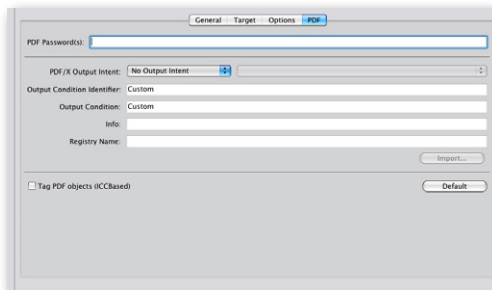 General Target Options PDF
PDF Password(s):
PDF/X Output Intent: No Output Intent
Output Condition Identifier: Custom
Output Condition: Custom
Info:
Registry Name:
Import...
Tag PDF objects (ICCBased) Default